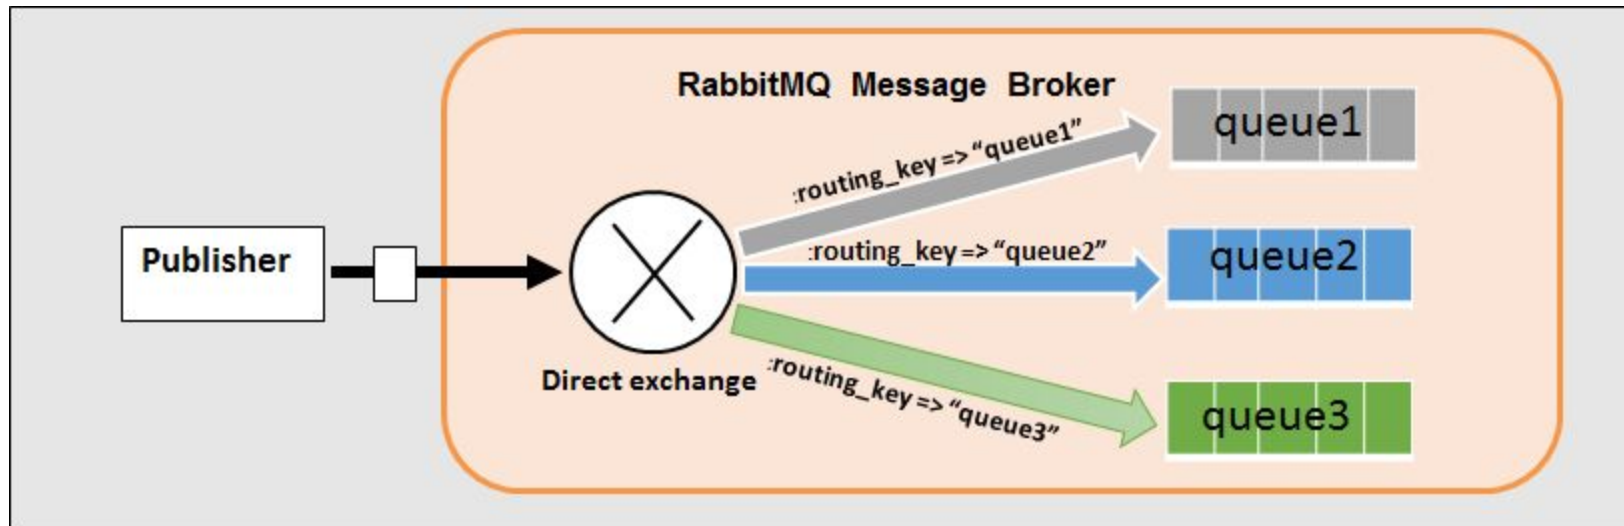 RabbitMQ Message Broker
:routing_key => “queue1”
queue1
Publisher
:routing_key => “queue2”
queue2
Direct exchange
:routing_key => “queue3”
queue3